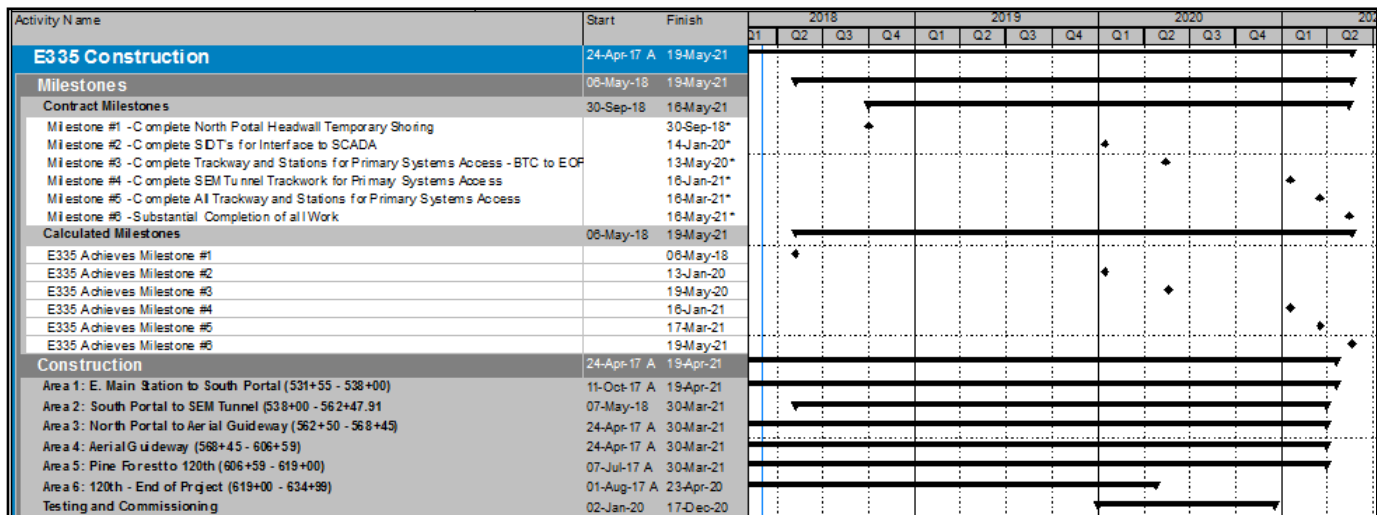 Activity Name Start Finish 2018 2019 2020 202
Q1 Q2 Q3 Q4 Q1 Q2 Q3 Q4 Q1 Q2 Q3 Q4 Q1 Q2
E335 Construction 24-Apr-17 A 19-May-21
Milestones 06-May-18 19-May-21
Contract Milestones 30-Sep-18 16-May-21
Milestone #1 - Complete North Portal Headwall Temporary Shoring 30-Sep-18*
Milestone #2 - Complete SIDT's for Interface to SCADA 14-Jan-20*
Milestone #3 - Complete Trackway and Stations for Primary Systems Access - BTC to EOP 13-May-20*
Milestone #4 - Complete SEM Tunnel Trackwork for Primary Systems Access 16-Jan-21*
Milestone #5 - Complete All Trackway and Stations for Primary Systems Access 16-Mar-21*
Milestone #6 - Substantial Completion of all Work 16-May-21*
Calculated Milestones 06-May-18 19-May-21
E335 Achieves Milestone #1 06-May-18
E335 Achieves Milestone #2 13-Jan-20
E335 Achieves Milestone #3 19-May-20
E335 Achieves Milestone #4 16-Jan-21
E335 Achieves Milestone #5 17-Mar-21
E335 Achieves Milestone #6 19-May-21
Construction 24-Apr-17 A 19-Apr-21
Area 1: E. Main Station to South Portal (531+55 - 538+00) 11-Oct-17 A 19-Apr-21
Area 2: South Portal to SEM Tunnel (538+00 - 562+47.91 07-May-18 30-Mar-21
Area 3: North Portal to Aerial Guideway (562+50 - 568+45) 24-Apr-17 A 30-Mar-21
Area 4: Aerial Guideway (568+45 - 606+59) 24-Apr-17 A 30-Mar-21
Area 5: Pine Forest to 120th (606+59 - 619+00) 07-Jul-17 A 30-Mar-21
Area 6: 120th - End of Project (619+00 - 634+99) 01-Aug-17 A 23-Apr-20
Testing and Commissioning 02-Jan-20 17-Dec-20